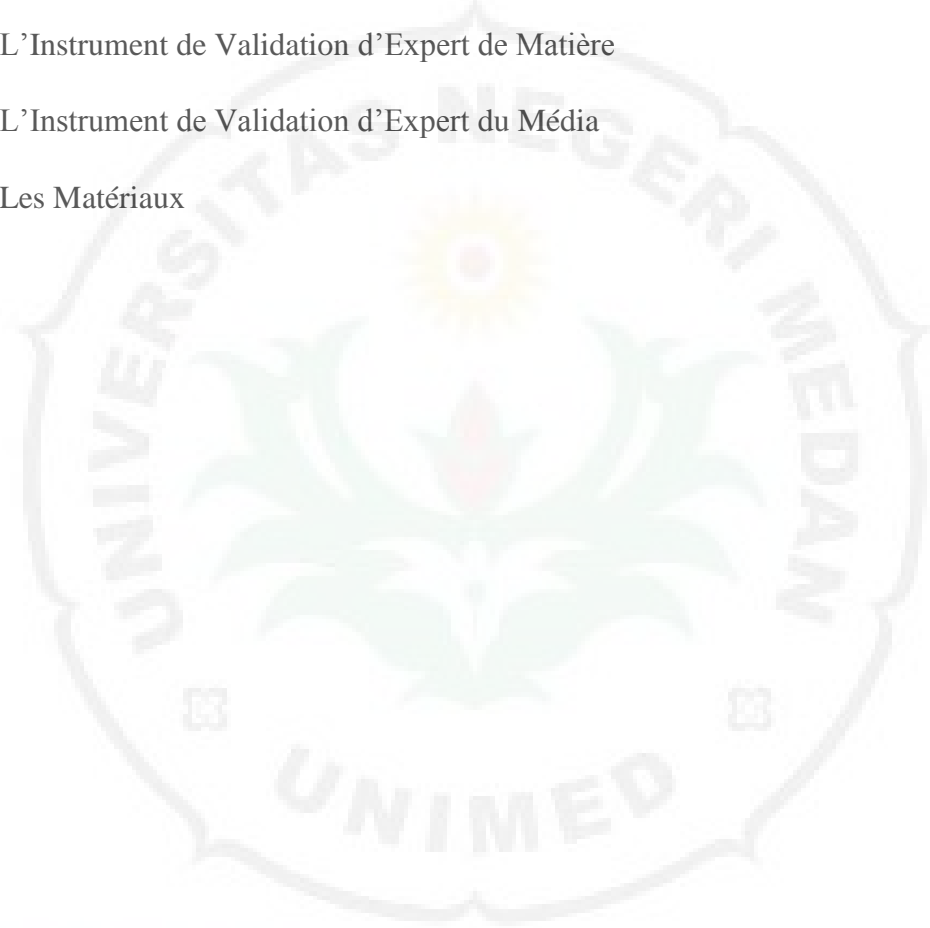 L’Instrument de Validation d’Expert de Matière
L’Instrument de Validation d’Expert du Média
Les Matériaux
UNIVERSITAS NEGERI MEDAN
UNIMED